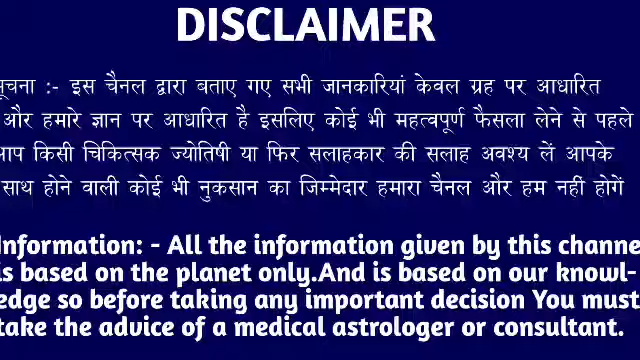 DISCLAIMER
सूचना :- इस चैनल द्वारा बताए गए सभी जानकारियां केवल ग्रह पर आधारित
और हमारे ज्ञान पर आधारित है इसलिए कोई भी महत्वपूर्ण फैसला लेने से पहले
आप किसी चिकित्सक ज्योतिषी या फिर सलाहकार की सलाह अवश्य लें आपके
साथ होने वाली कोई भी नुकसान का जिम्मेदार हमारा चैनल और हम नहीं होगें
Information: - All the information given by this channe
is based on the planet only.And is based on our knowl-
edge so before taking any important decision You must
take the advice of a medical astrologer or consultant.